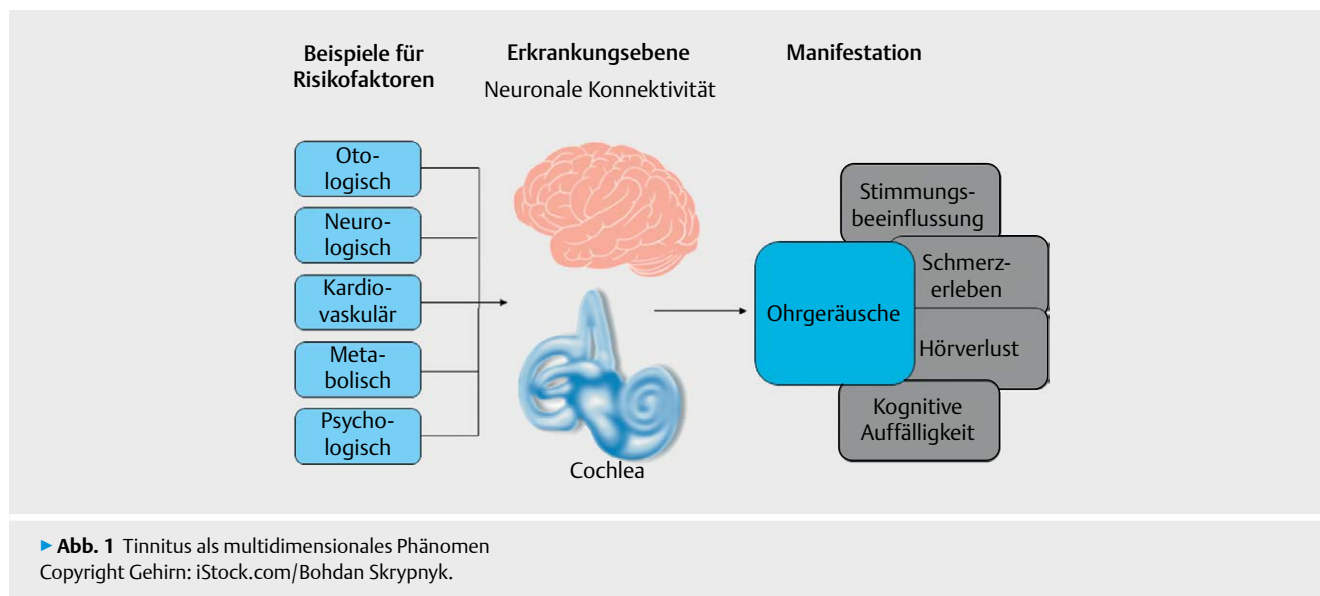 Beispiele für
Risikofaktoren
Erkrankungsebene
Neuronale Konnektivität
Manifestation
Oto-
logisch
Neuro-
logisch
Kardio-
vaskulär
Meta-
bolisch
Psycho-
logisch
Cochlea
Ohrgeräusche
Stimmungs-
beeinflussung
Schmerz-
erleben
Hörverlust
Kognitive
Auffälligkeit
► Abb. 1 Tinnitus als multidimensionales Phänomen
Copyright Gehirn: iStock.com/Bohdan Skrypnyk.